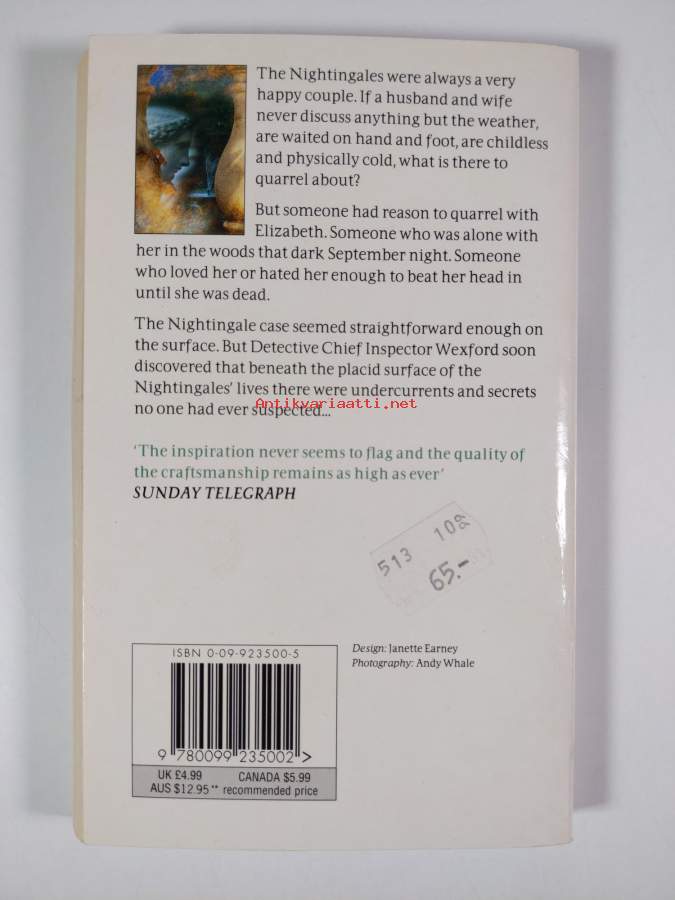 The Nightingales were always a very
happy couple. If a husband and wife
never discuss anything but the weather,
are waited on hand and foot, are childless
and physically cold, what is there to
quarrel about?
But someone had reason to quarrel with
Elizabeth. Someone who was alone with
her in the woods that dark September night. Someone
who loved her or hated her enough to beat her head in
until she was dead.
The Nightingale case seemed straightforward enough on
the surface. But Detective Chief Inspector Wexford soon
discovered that beneath the placid surface of the
Nightingales' lives there were undercurrents and secrets
no one had ever suspected...
Antikvariaatti.net
'The inspiration never seems to flag and the quality of
the craftsmanship remains as high as ever'
SUNDAY TELEGRAPH
513
65.-
ISBN 0-09-923500-5
9 780099 235002 >
UK £4.99 CANADA $5.99
AUS $12.95** recommended price
Design: Janette Earney
Photography: Andy Whale